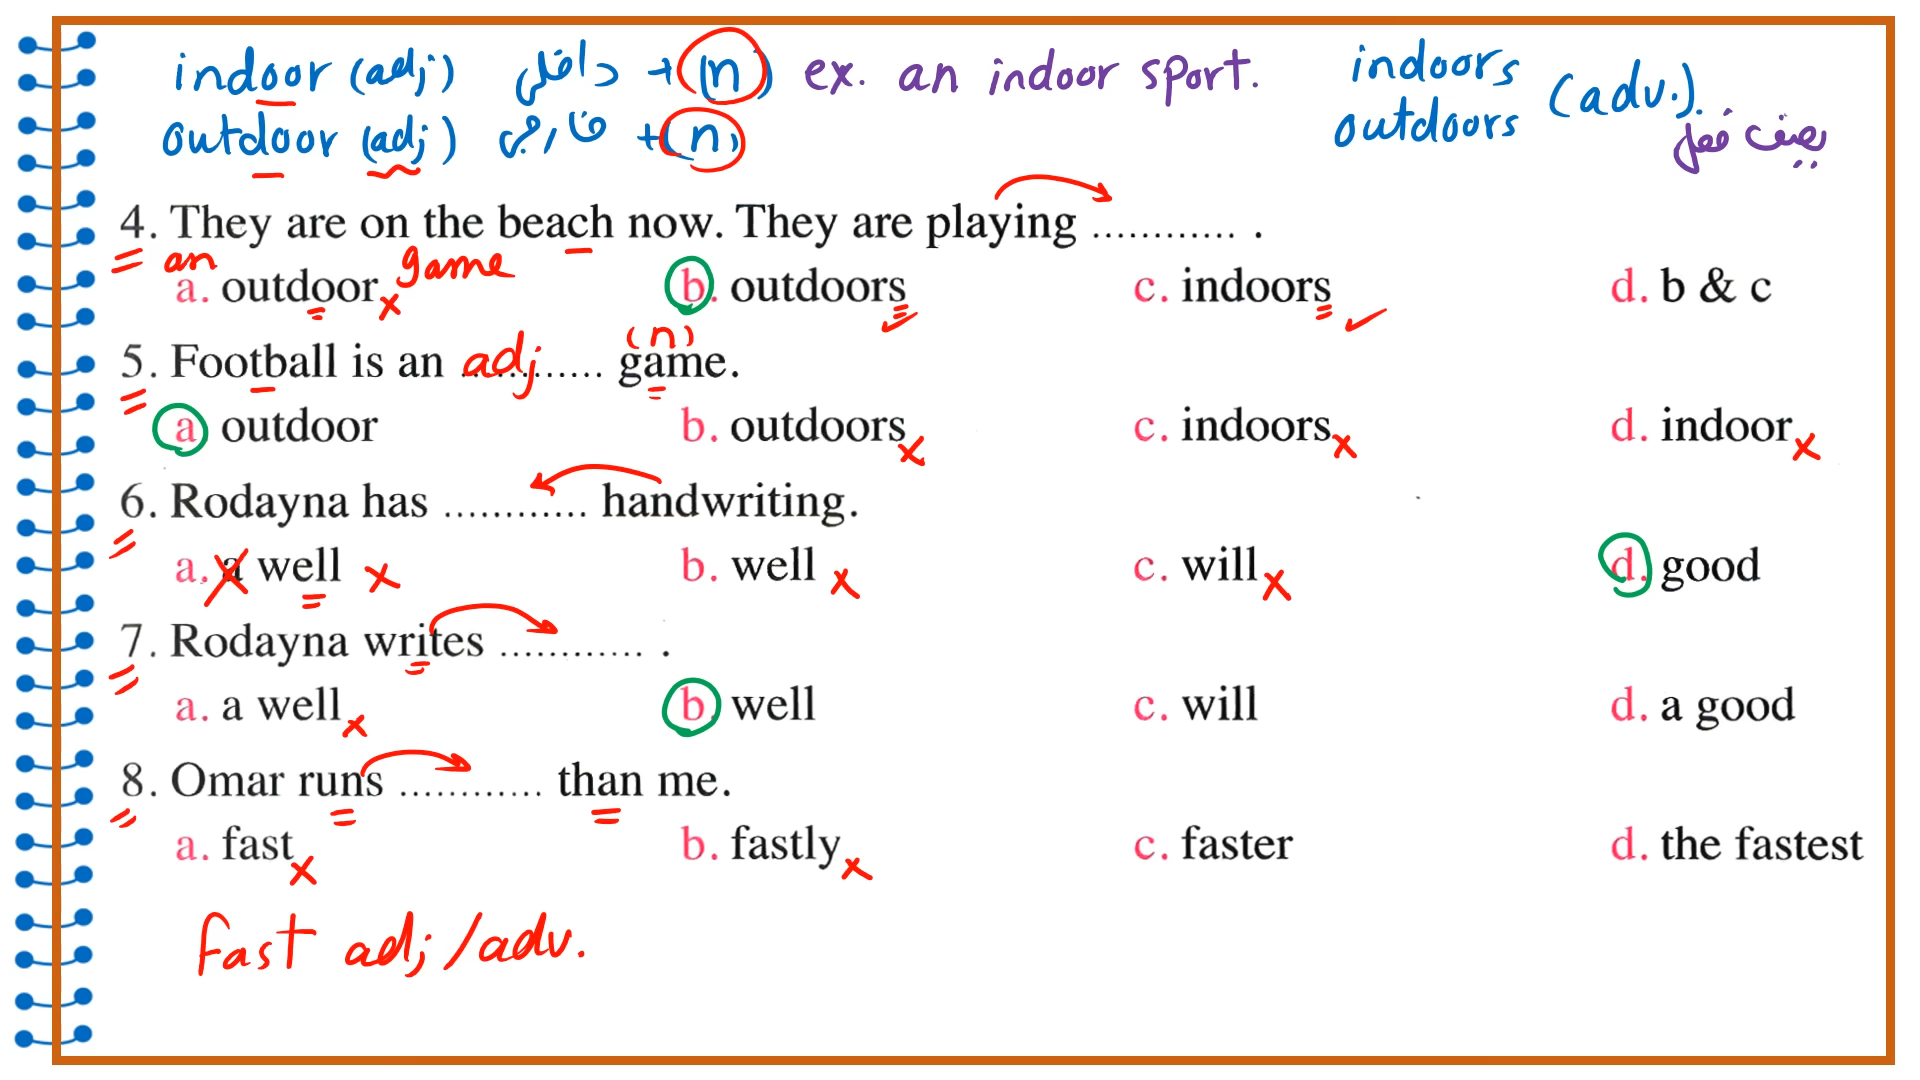 indoor (adj) داخلى + (n) ex. an indoor sport. indoors
outdoor (adj) خارجى + (n) outdoors (adv.).
يصف فعل
4. They are on the beach now. They are playing ............ .
an game
a. outdoor x b. outdoors c. indoors d. b & c
(n)
5. Football is an adj ............ game.
a outdoor b. outdoors x c. indoors x d. indoor x
6. Rodayna has ............ handwriting.
a. a well x b. well x c. will x d. good
7. Rodayna writes ............ .
a. a well x b well c. will d. a good
8. Omar runs ............ than me.
a. fast x b. fastly x c. faster d. the fastest
fast adj/adv.